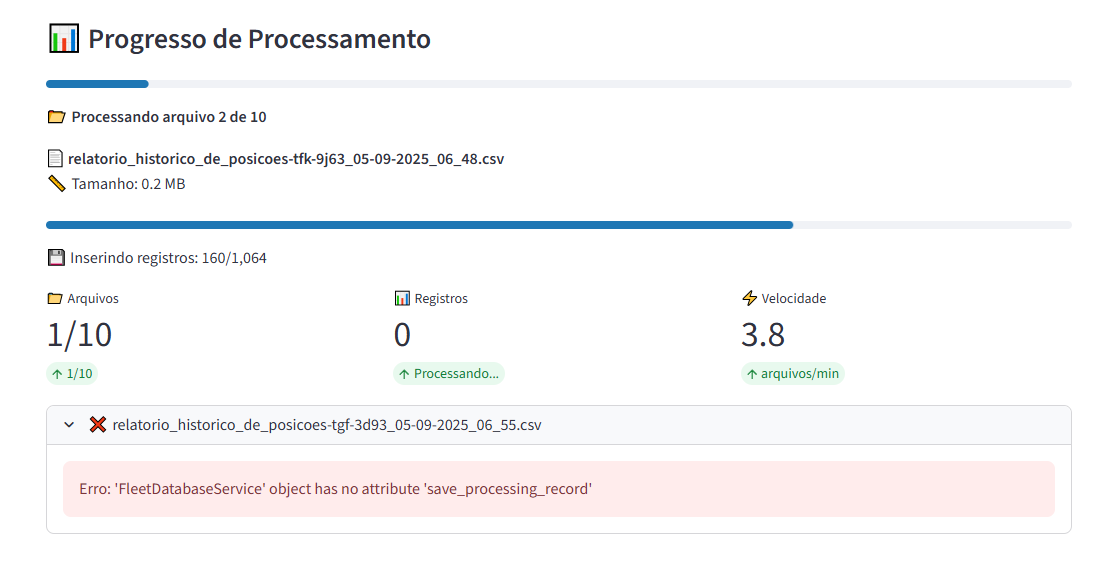 Progresso de Processamento
Processando arquivo 2 de 10
relatorio_historico_de_posicoes-tfk-9j63_05-09-2025_06_48.csv
Tamanho: 0.2 MB
Inserindo registros: 160/1,064
Arquivos
1/10
↑ 1/10
Registros
0
↑ Processando...
Velocidade
3.8
↑ arquivos/min
relatorio_historico_de_posicoes-tgf-3d93_05-09-2025_06_55.csv
Erro: 'FleetDatabaseService' object has no attribute 'save_processing_record'